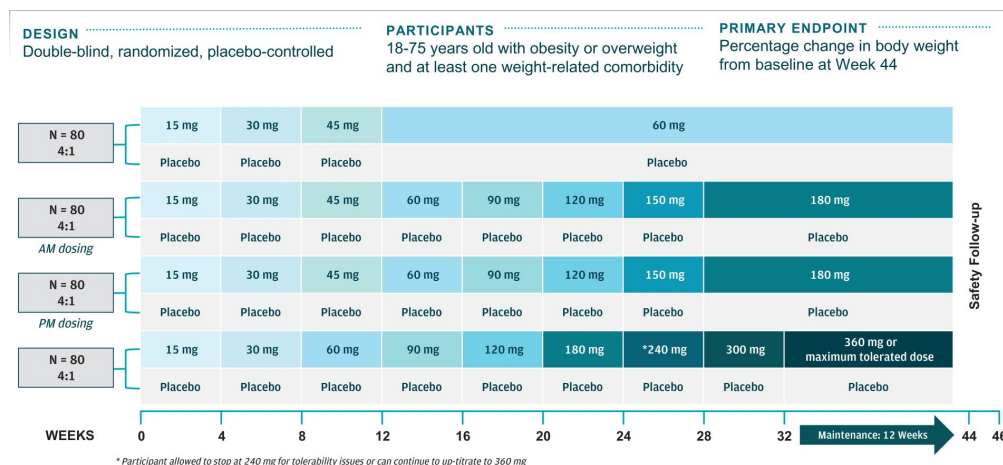 DESIGN
Double-blind, randomized, placebo-controlled
PARTICIPANTS
18-75 years old with obesity or overweight
and at least one weight-related comorbidity
PRIMARY ENDPOINT
Percentage change in body weight
from baseline at Week 44
N = 80
4:1
15 mg 30 mg 45 mg 60 mg
Placebo Placebo Placebo Placebo
N = 80
4:1
AM dosing
15 mg 30 mg 45 mg 60 mg 90 mg 120 mg 150 mg 180 mg
Placebo Placebo Placebo Placebo Placebo Placebo Placebo Placebo
N = 80
4:1
PM dosing
15 mg 30 mg 45 mg 60 mg 90 mg 120 mg 150 mg 180 mg
Placebo Placebo Placebo Placebo Placebo Placebo Placebo Placebo
N = 80
4:1
15 mg 30 mg 60 mg 90 mg 120 mg 180 mg *240 mg 300 mg 360 mg or
maximum tolerated dose
Placebo Placebo Placebo Placebo Placebo Placebo Placebo Placebo Placebo
Safety Follow-up
WEEKS 0 4 8 12 16 20 24 28 32 Maintenance: 12 Weeks 44 46
* Participant allowed to stop at 240 mg for tolerability issues or can continue to up-titrate to 360 mg